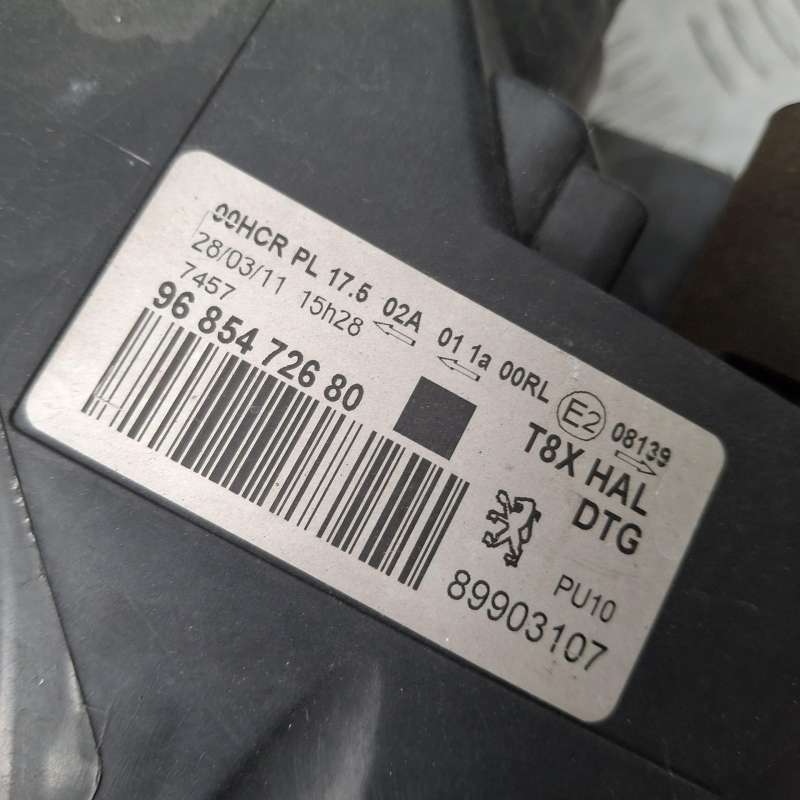 00HCR PL 17.5 02A 01 1a 00RL E2 08139
28/03/11 15h28
7457
96 854 726 80
T8X HAL
DTG
PU10
89903107